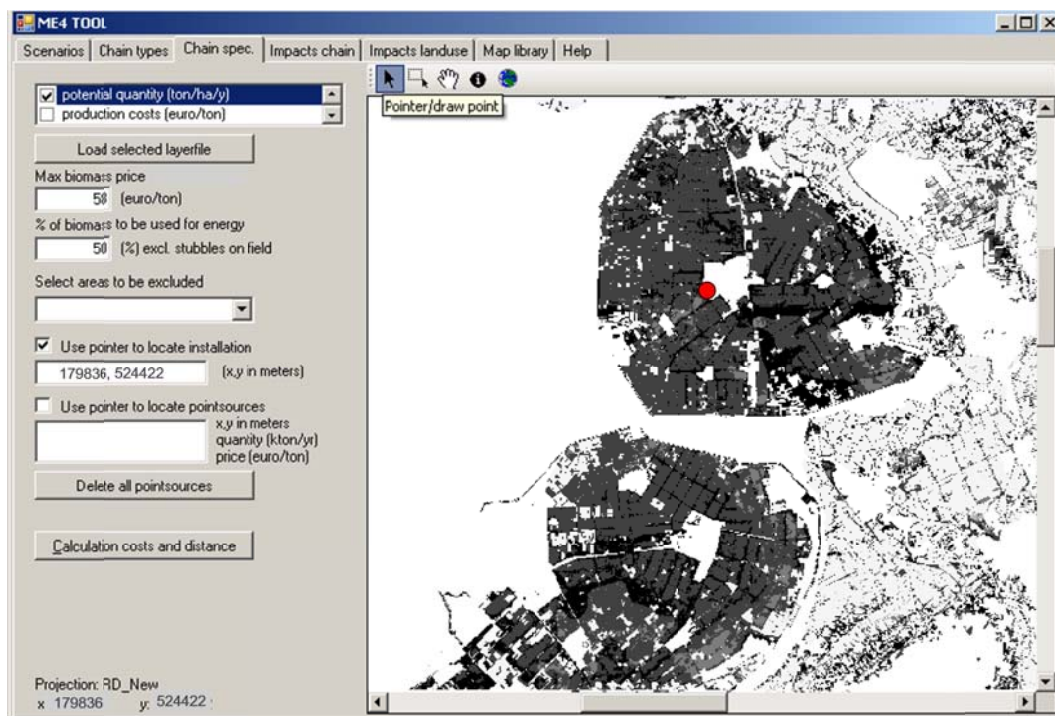 ME4 TOOL
Scenarios Chain types Chain spec. Impacts chain Impacts landuse Map library Help
potential quantity (ton/ha/y)
production costs (euro/ton)
Pointer/draw point
Load selected layerfile
Max biomass price
50 (euro/ton)
% of biomass to be used for energy
50 (%) excl. stubbles on field
Select areas to be excluded
Use pointer to locate installation
179836, 524422 (x,y in meters)
Use pointer to locate pointsources
x,y in meters
quantity (kton/yr)
price (euro/ton)
Delete all pointsources
Calculation costs and distance
Projection: RD_New
x 179836 y: 524422